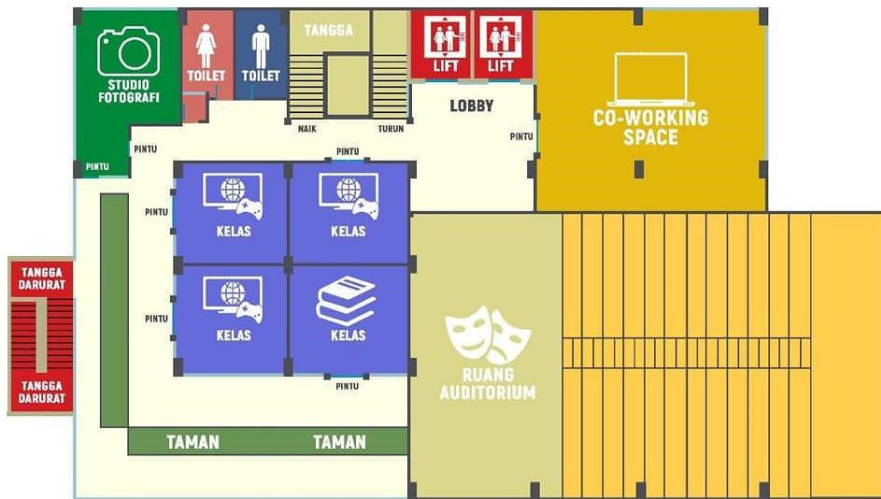 TANGGA
STUDIO
FOTOGRAFI
TOILET
TOILET
LIFT
LIFT
LOBBY
CO-WORKING
SPACE
NAIK
TURUN
PINTU
PINTU
PINTU
PINTU
PINTU
KELAS
KELAS
TANGGA
DARURAT
KELAS
KELAS
PINTU
TANGGA
DARURAT
PINTU
RUANG
AUDITORIUM
TAMAN
TAMAN